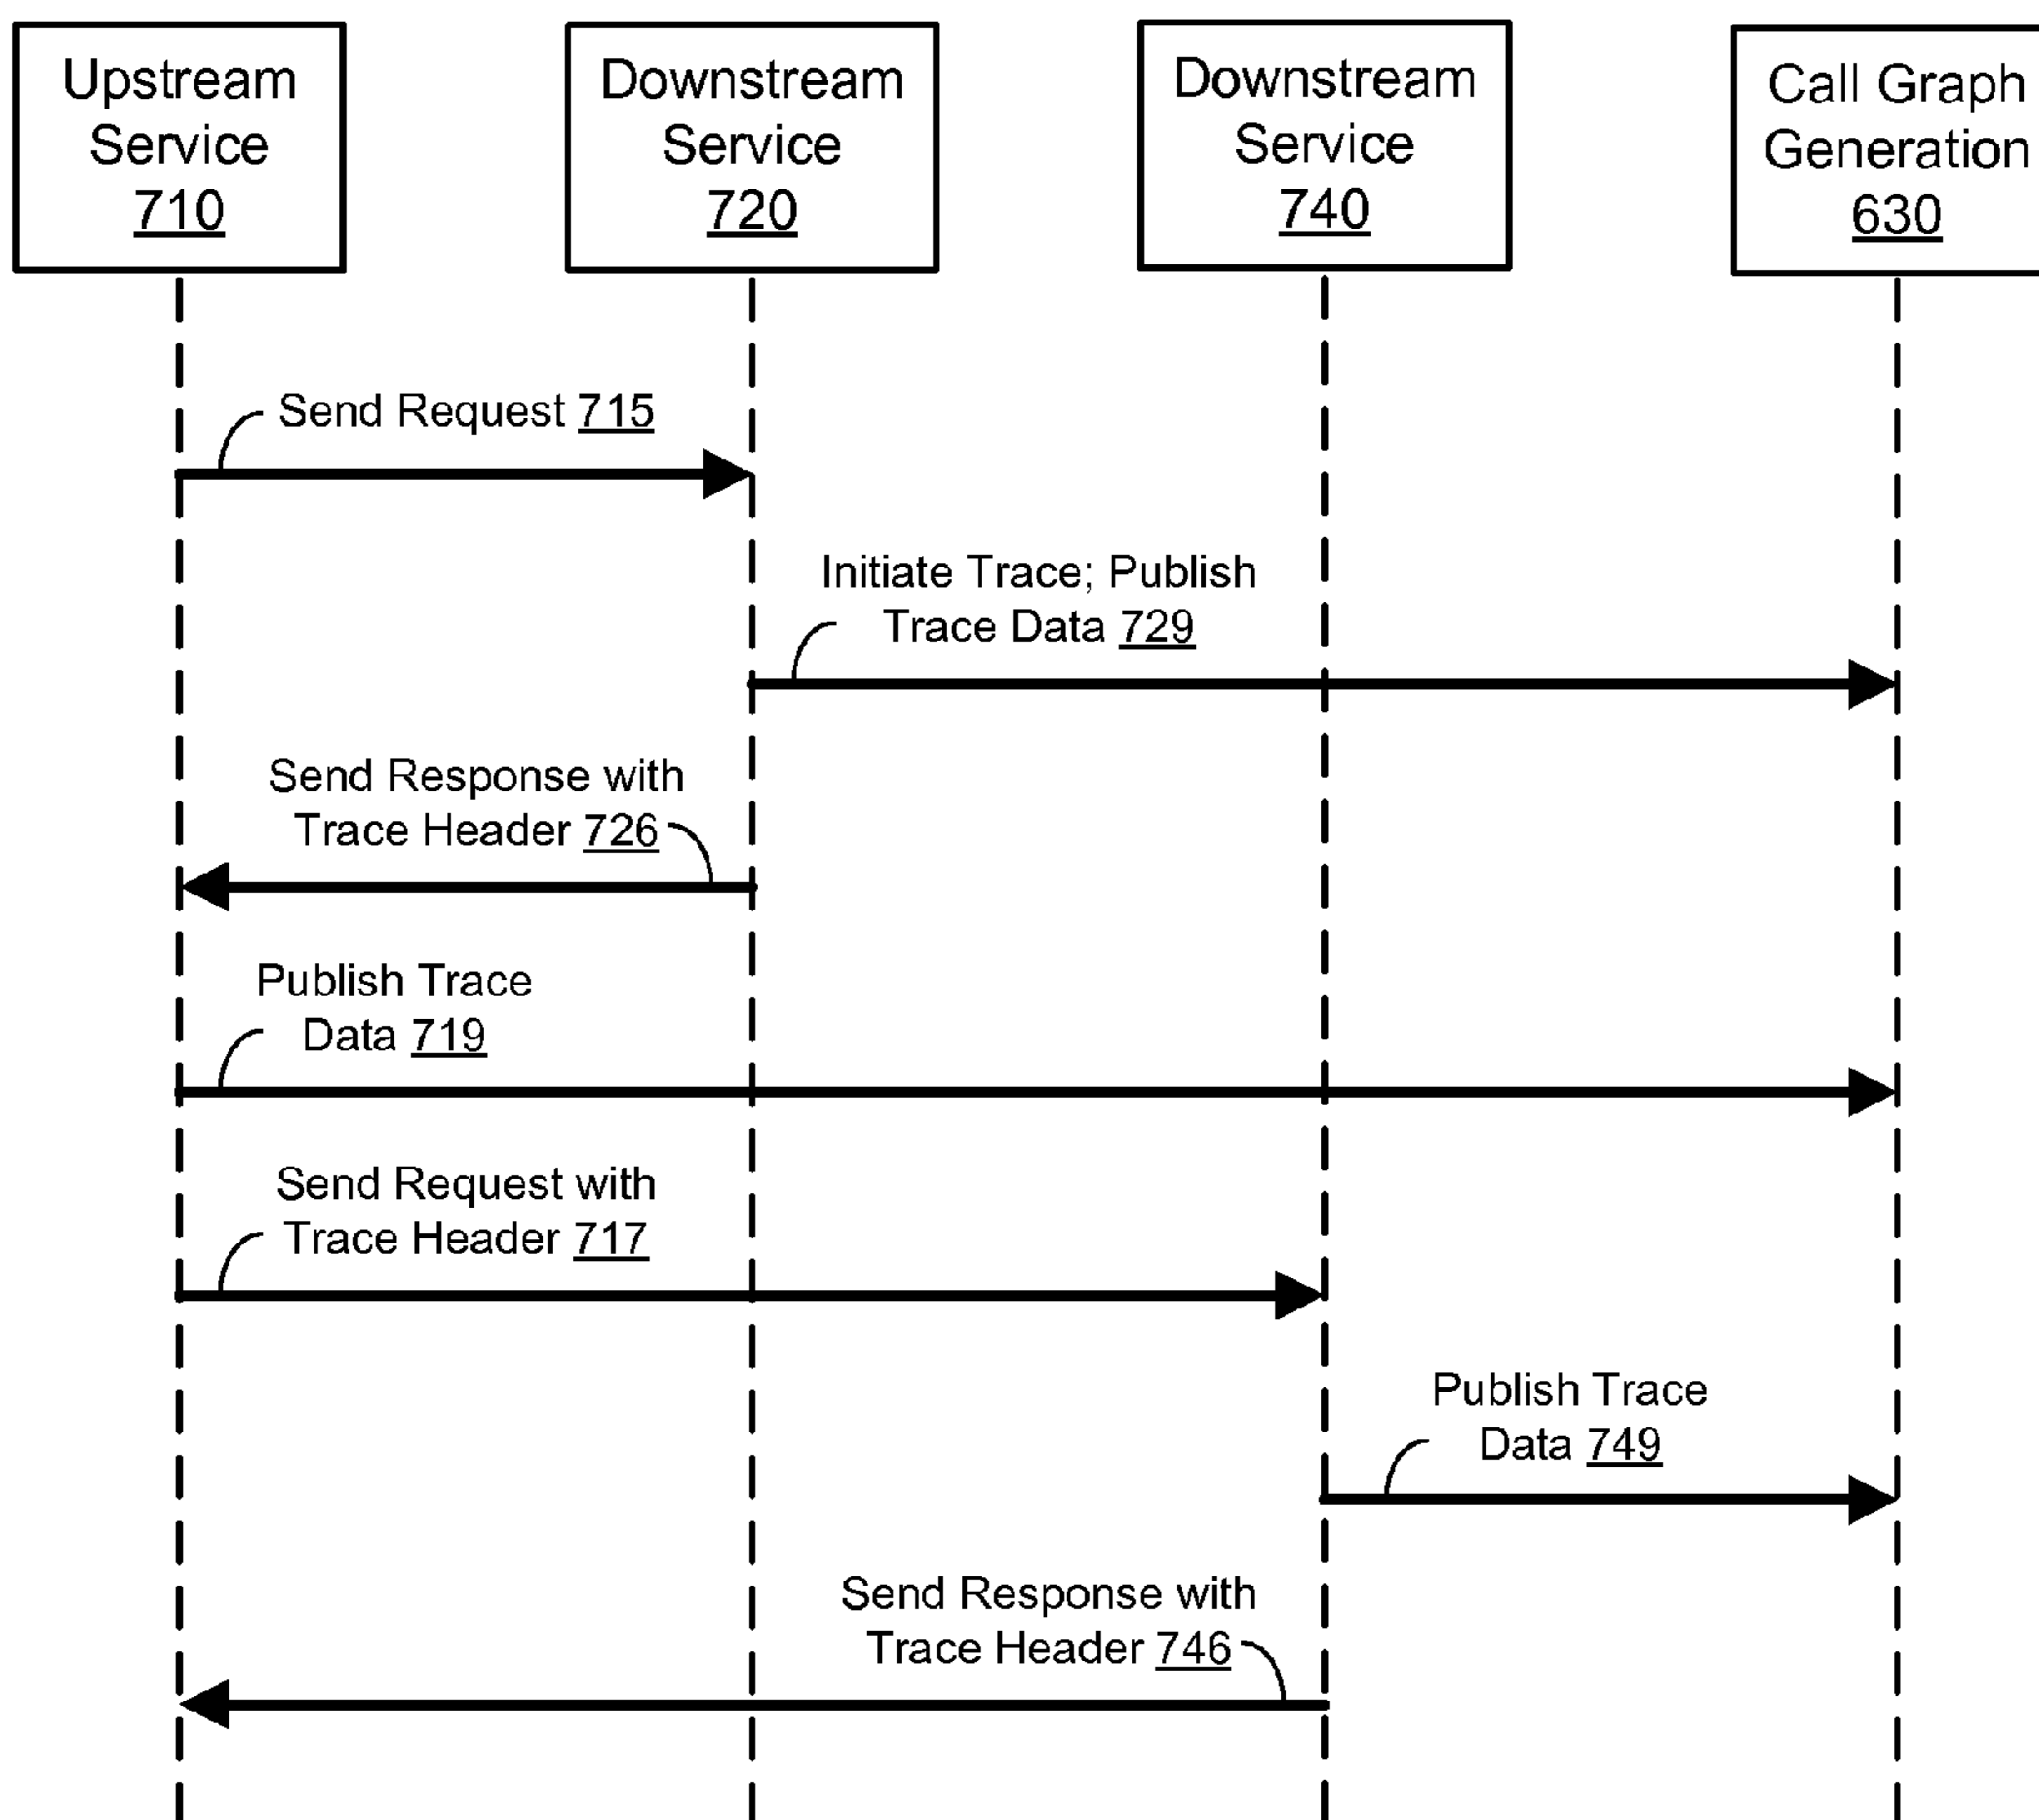 Upstream
Service
710
Downstream
Service
720
Downstream
Service
740
Call Graph
Generation
630
Send Request 715
Initiate Trace; Publish
Trace Data 729
Send Response with
Trace Header 726
Publish Trace
Data 719
Send Request with
Trace Header 717
Publish Trace
Data 749
Send Response with
Trace Header 746